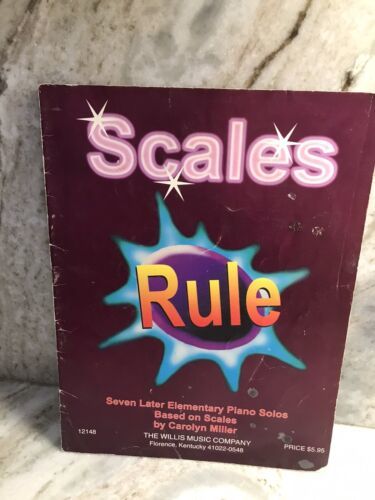 Scales
Rule
Seven Later Elementary Piano Solos
Based on Scales
by Carolyn Miller
12148
THE WILLIS MUSIC COMPANY
Florence, Kentucky 41022-0548
PRICE $5.95